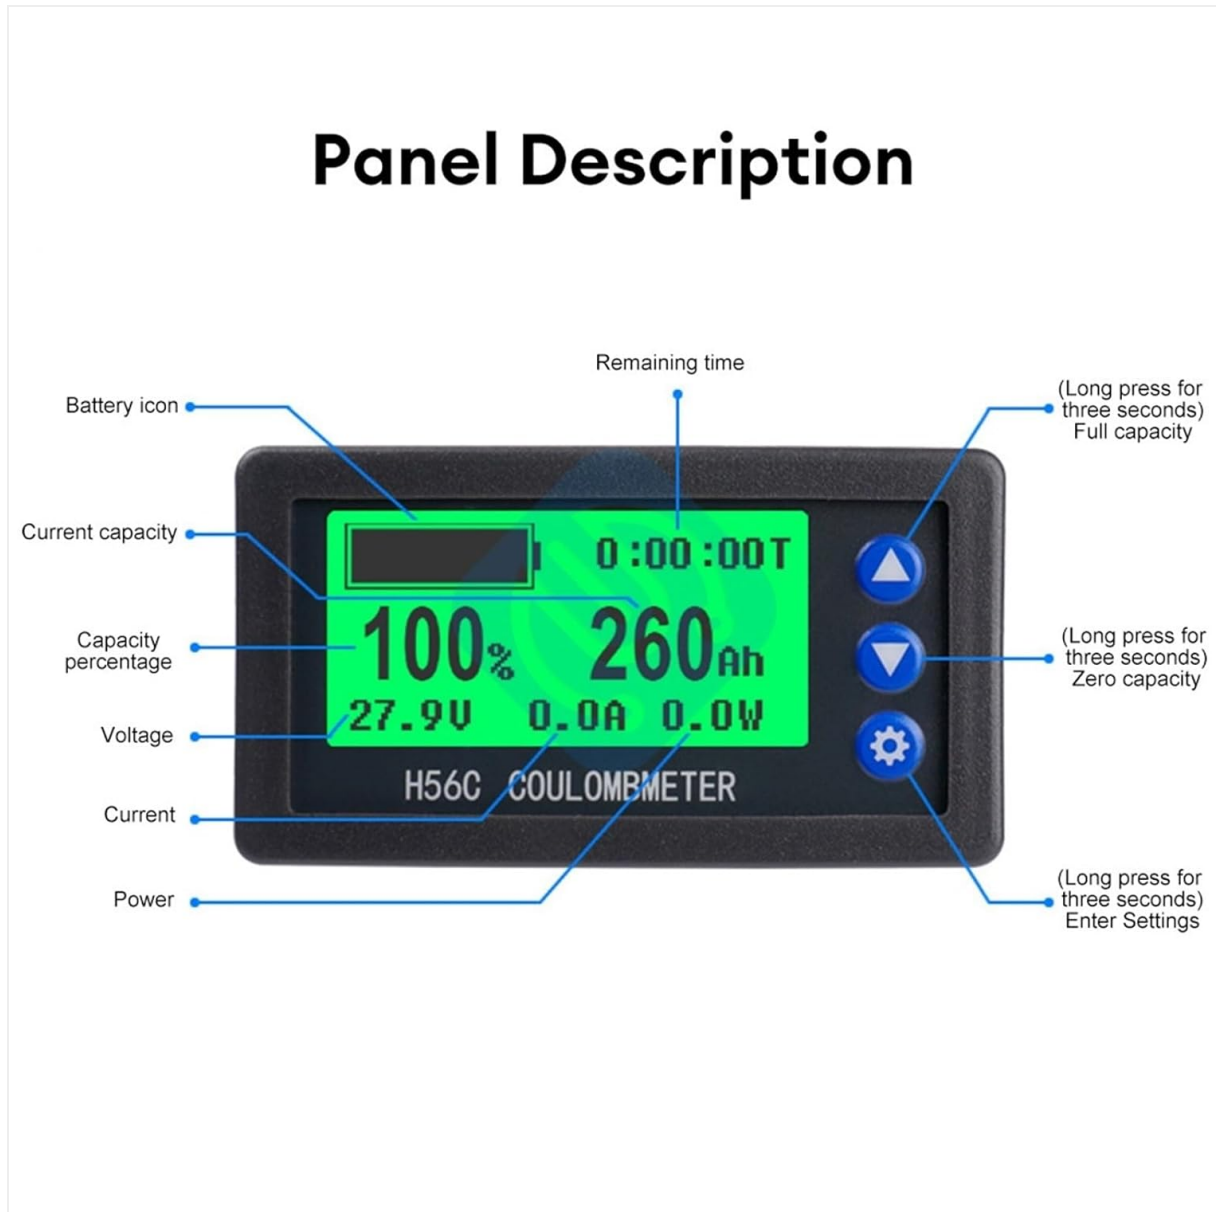 Panel Description
Remaining time
Battery icon
(Long press for
three seconds)
Full capacity
Current capacity
0:00:00T
Capacity
percentage
100%
260Ah
(Long press for
three seconds)
Zero capacity
Voltage
27.9V 0.0A 0.0W
H56C COULOMBMETER
Current
Power
(Long press for
three seconds)
Enter Settings